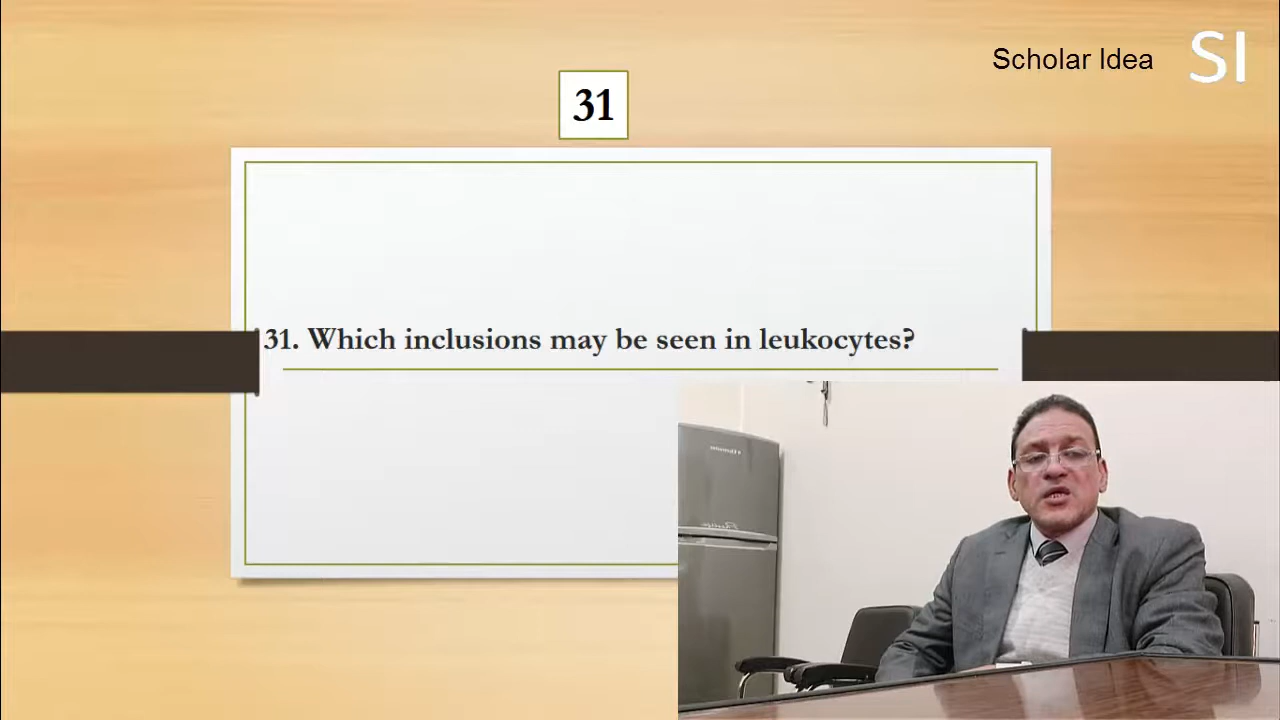 Scholar Idea
SI
31
31. Which inclusions may be seen in leukocytes?